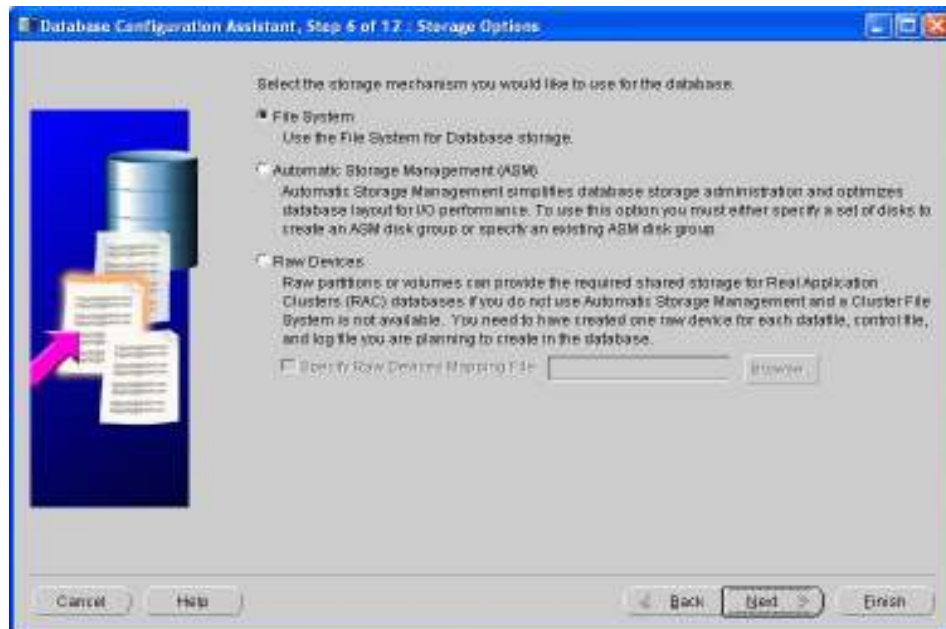 Database Configuration Assistant, Step 6 of 12 : Storage Options
Select the storage mechanism you would like to use for the database.
File System
Use the File System for Database storage.
Automatic Storage Management (ASM)
Automatic Storage Management simplifies database storage administration and optimizes
database layout for I/O performance. To use this option you must either specify a set of disks to
create an ASM disk group or specify an existing ASM disk group.
Raw Devices
Raw partitions or volumes can provide the required shared storage for Real Application
Clusters (RAC) databases if you do not use Automatic Storage Management and a Cluster File
System is not available. You need to have created one raw device for each datafile, control file,
and log file you are planning to create in the database.
Specify Raw Devices Mapping File
Browse...
Cancel
Help
Back
Next
Finish